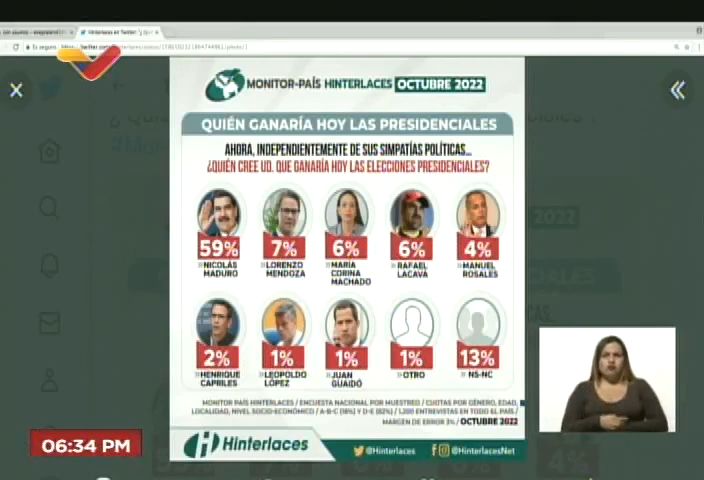 MONITOR-PAÍS HINTERLACES OCTUBRE 2022
QUIÉN GANARÍA HOY LAS PRESIDENCIALES
AHORA, INDEPENDIENTEMENTE DE SUS SIMPATÍAS POLÍTICAS...
¿QUIÉN CREE UD. QUE GANARÍA HOY LAS ELECCIONES PRESIDENCIALES?
59%
NICOLÁS
MADURO
7%
LORENZO
MENDOZA
6%
MARÍA
CORINA
MACHADO
6%
RAFAEL
LACAVA
4%
MANUEL
ROSALES
2%
HENRIQUE
CAPRILES
1%
LEOPOLDO
LÓPEZ
1%
JUAN
GUAIDÓ
1%
OTRO
13%
NS-NC
MONITOR PAÍS HINTERLACES / ENCUESTA NACIONAL POR MUESTREO / CUOTAS POR GÉNERO, EDAD,
LOCALIDAD, NIVEL SOCIO-ECONÓMICO / A-B-C (18%) Y D-E (82%) / 1.200 ENTREVISTAS EN TODO EL PAÍS /
MARGEN DE ERROR 3% / OCTUBRE 2022
Hinterlaces
@Hinterlaces
@HinterlacesNet
06:34 PM